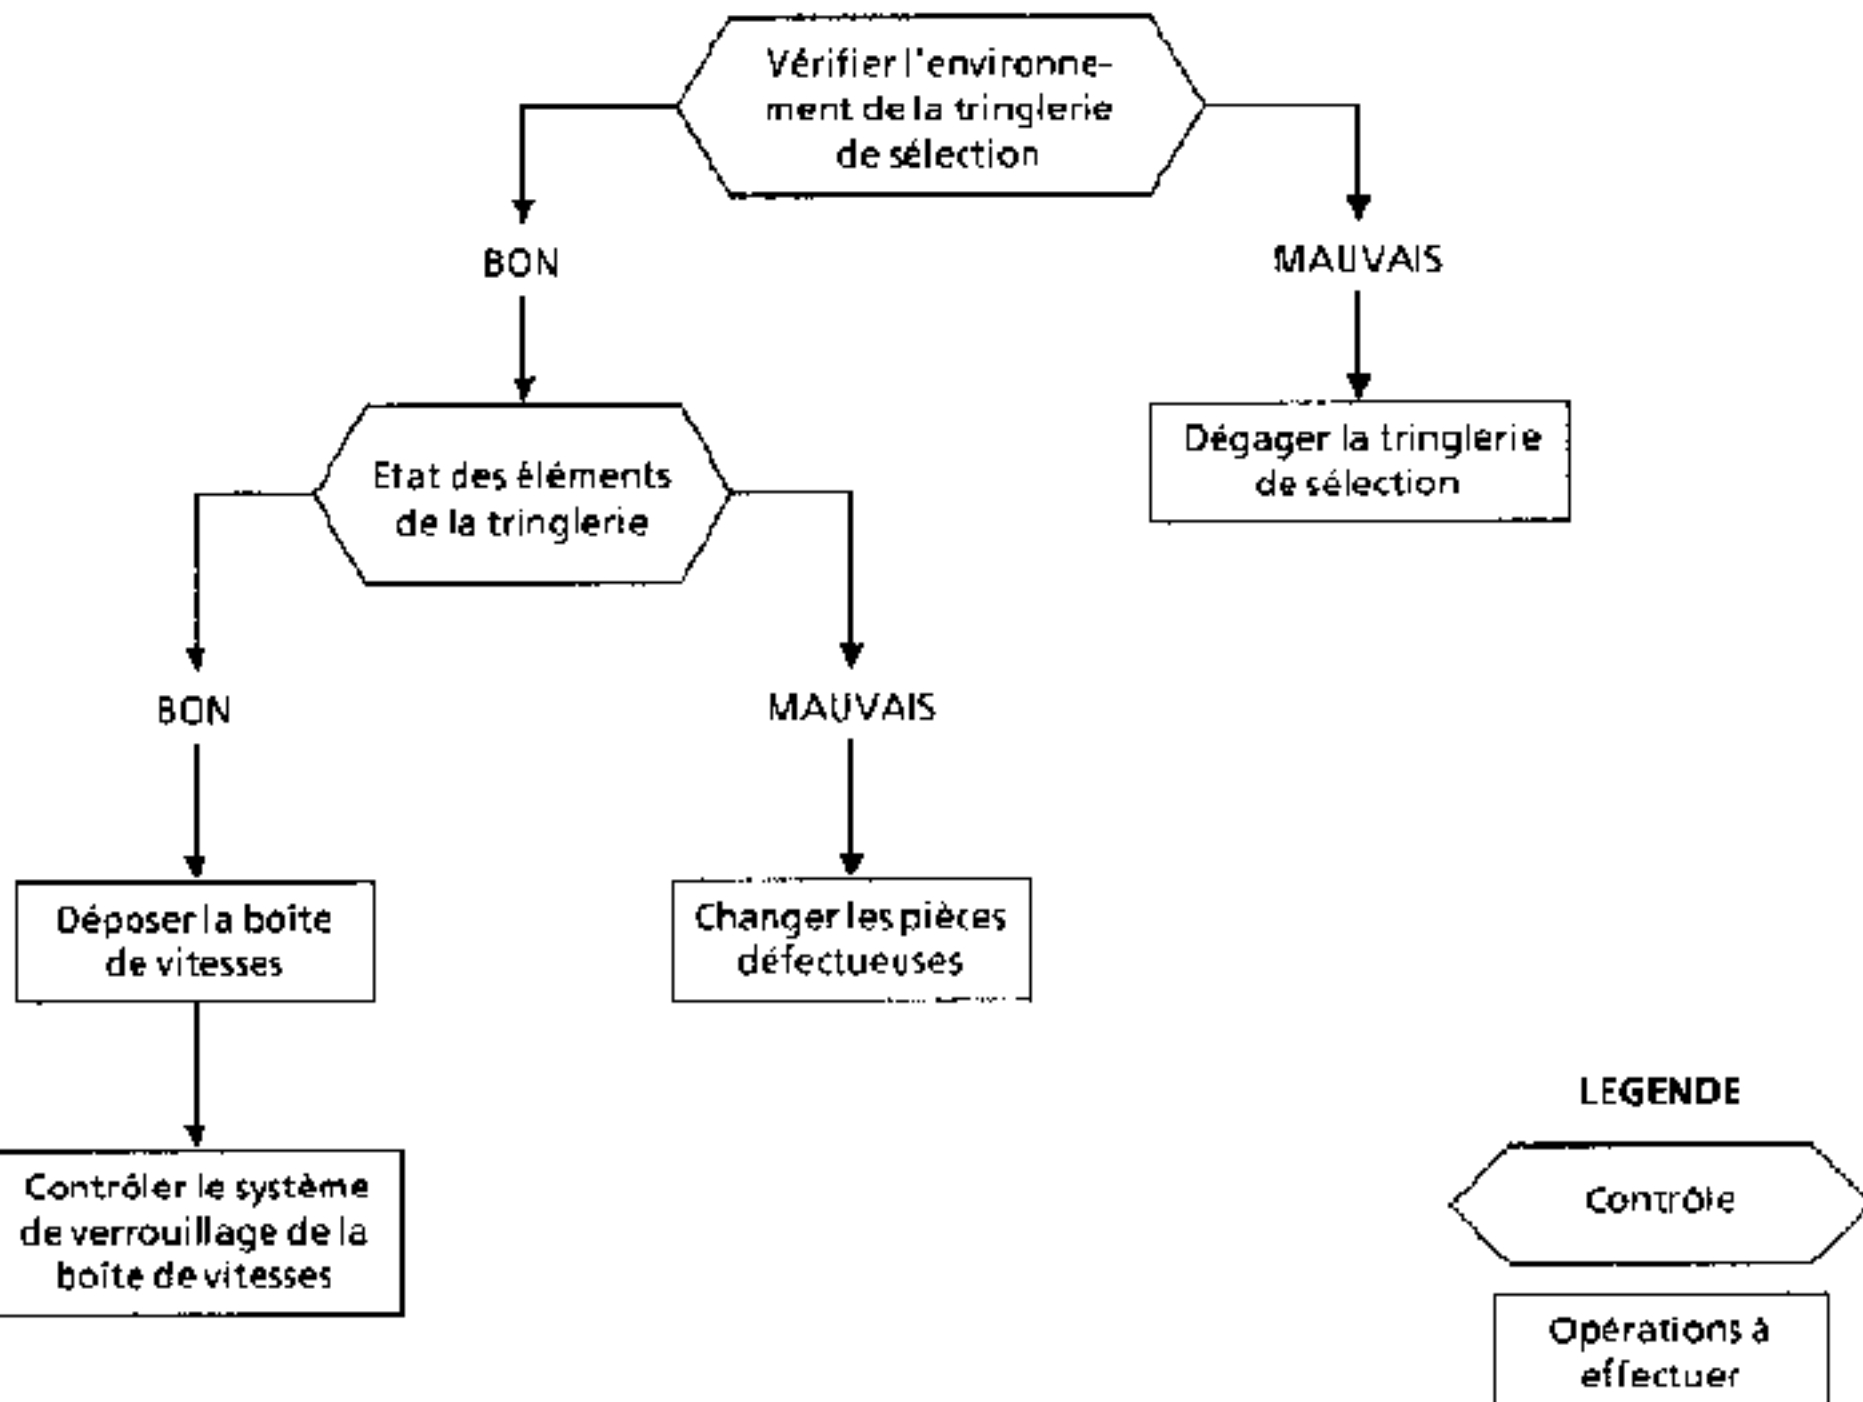 Vérifier l'environne-
ment de la tringlerie
de sélection
BON
MAUVAIS
Etat des éléments
de la tringlerie
Dégager la tringlerie
de sélection
BON
MAUVAIS
Déposer la boîte
de vitesses
Changer les pièces
défectueuses
Contrôler le système
de verrouillage de la
boîte de vitesses
LEGENDE
Contrôle
Opérations à
effectuer